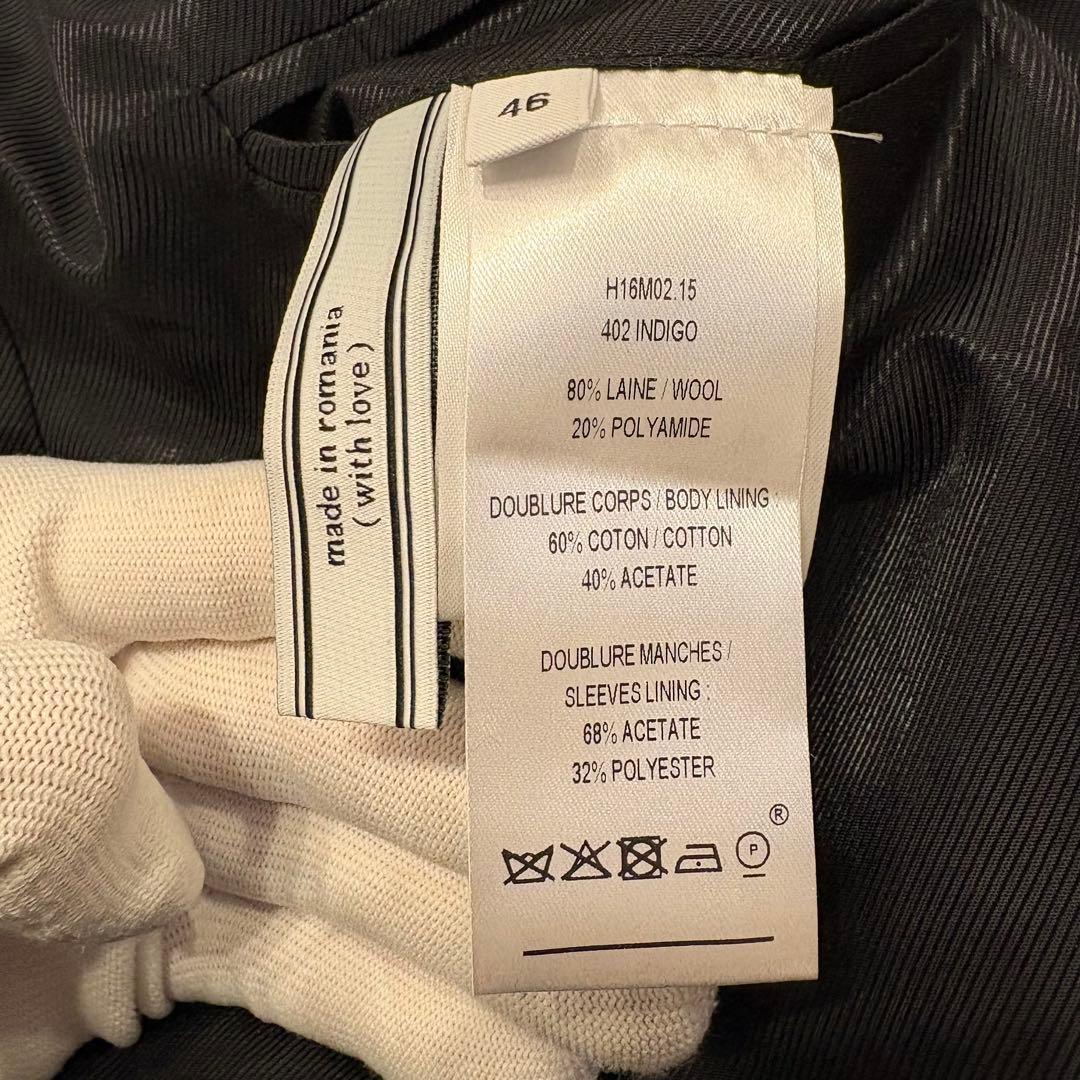 46
made in romania
(with love)
H16M02.15
402 INDIGO
80% LAINE / WOOL
20% POLYAMIDE
DOUBLURE CORPS / BODY LINING :
60% COTON / COTTON
40% ACETATE
DOUBLURE MANCHES /
SLEEVES LINING :
68% ACETATE
32% POLYESTER
®
P